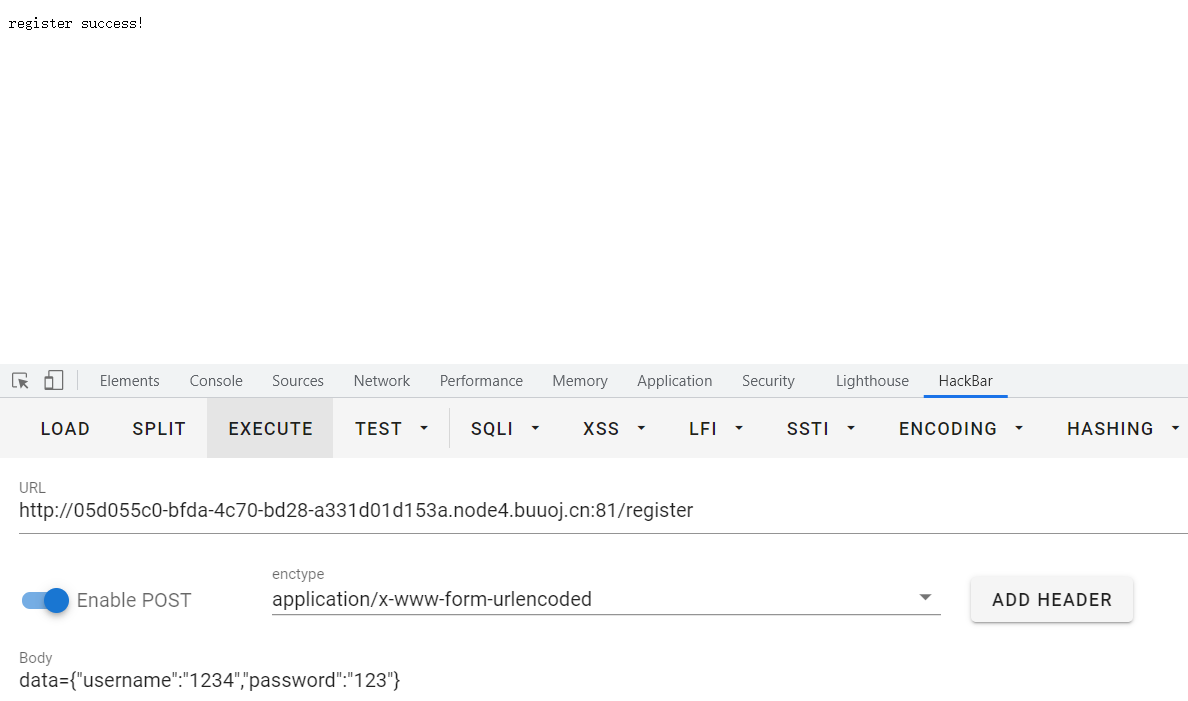 register success!
Elements Console Sources Network Performance Memory Application Security Lighthouse HackBar
LOAD SPLIT EXECUTE TEST SQLI XSS LFI SSTI ENCODING HASHING
URL
http://05d055c0-bfda-4c70-bd28-a331d01d153a.node4.buuoj.cn:81/register
enctype
Enable POST application/x-www-form-urlencoded ADD HEADER
Body
data={"username":"1234","password":"123"}